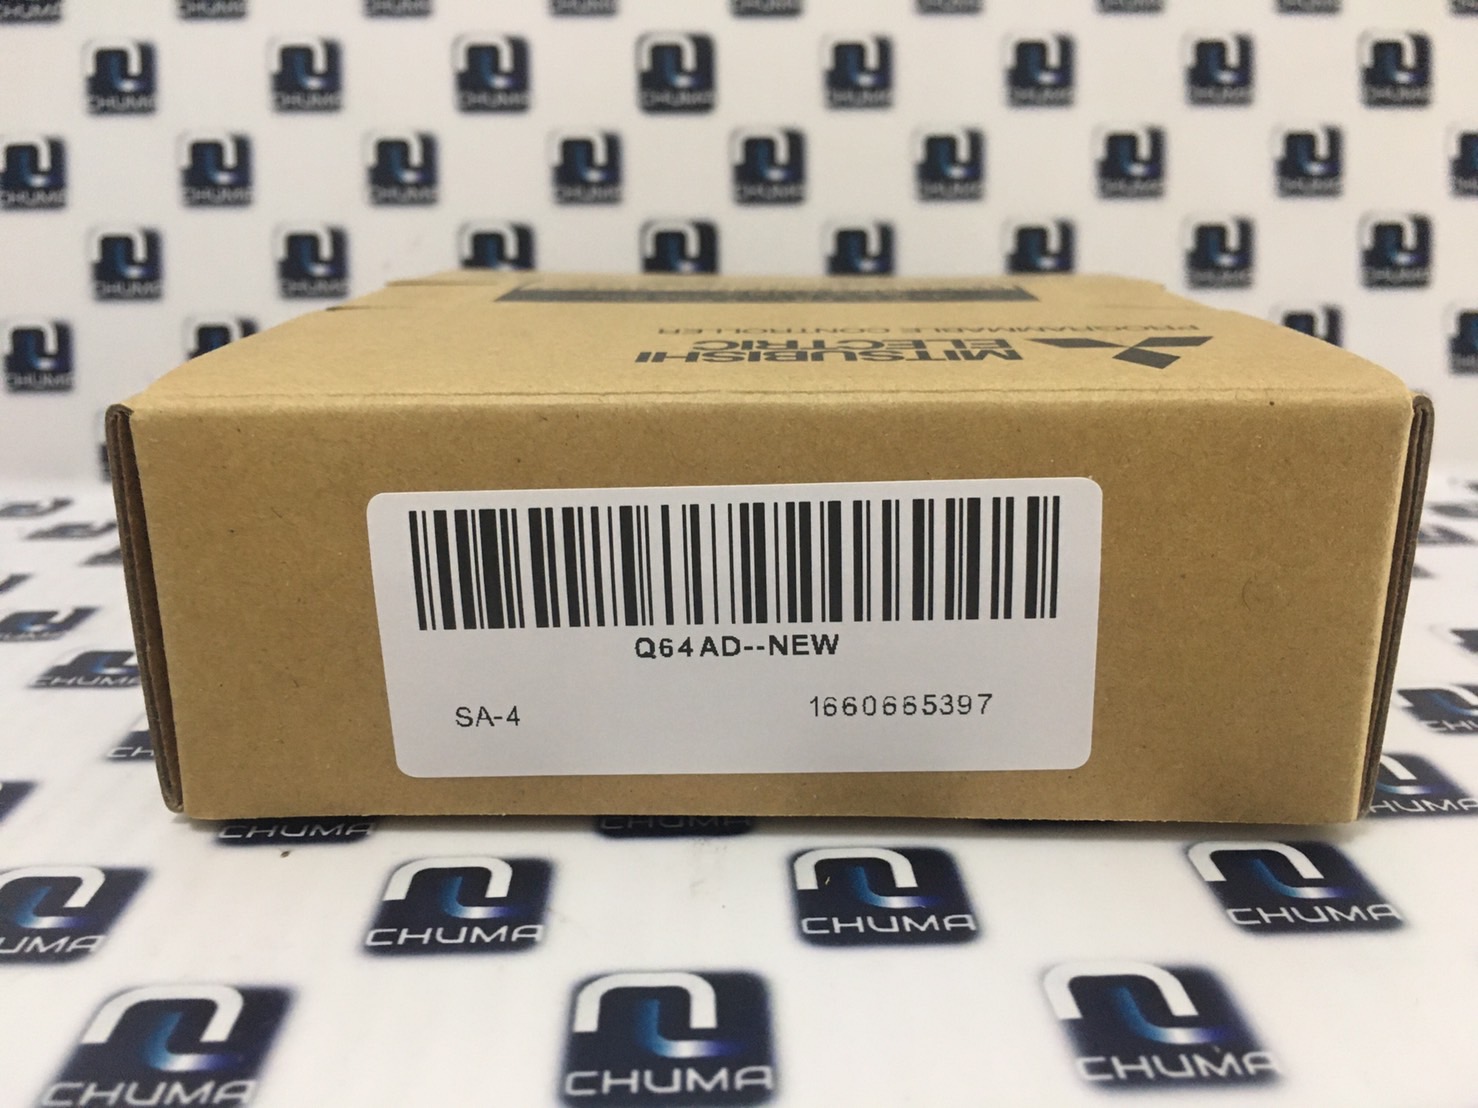 MITSUBISHI
ELECTRIC
PROGRAMMABLE CONTROLLER
Q64AD--NEW
SA-4
1660665397
CHUMA